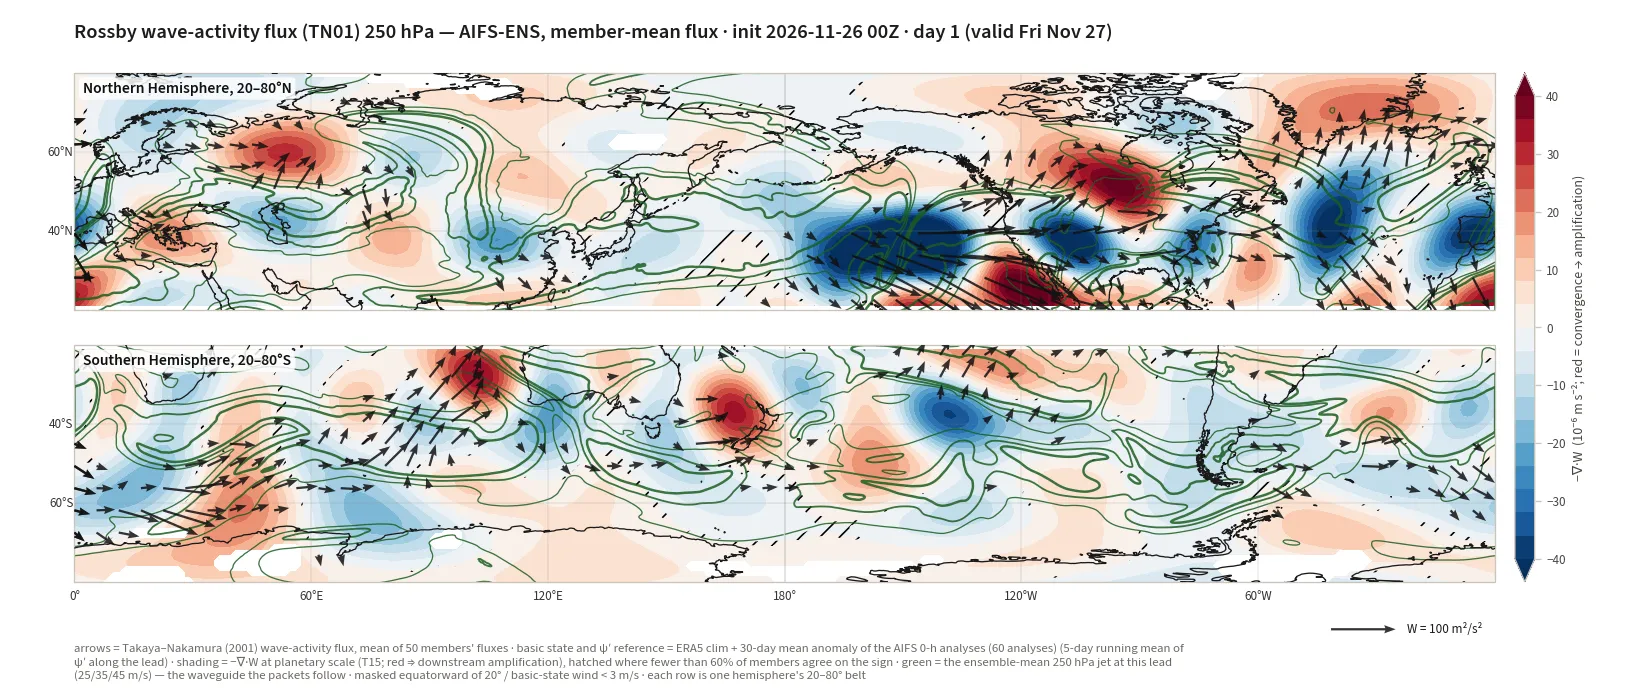 Rossby wave-activity flux (TN01) 250 hPa — AIFS-ENS, member-mean flux · init 2026-11-26 00Z · day 1 (valid Fri Nov 27)
Northern Hemisphere, 20–80°N
60°N
40°N
Southern Hemisphere, 20–80°S
40°S
60°S
0°
60°E
120°E
180°
120°W
60°W
40
30
20
10
0
−10
−20
−30
−40
−∇·W (10⁻⁶ m s⁻²; red = convergence → amplification)
W = 100 m²/s²
arrows = Takaya–Nakamura (2001) wave-activity flux, mean of 50 members' fluxes · basic state and ψ' reference = ERA5 clim + 30-day mean anomaly of the AIFS 0-h analyses (60 analyses) (5-day running mean of
ψ' along the lead) · shading = −∇·W at planetary scale (T15; red ⇒ downstream amplification), hatched where fewer than 60% of members agree on the sign · green = the ensemble-mean 250 hPa jet at this lead
(25/35/45 m/s) — the waveguide the packets follow · masked equatorward of 20° / basic-state wind < 3 m/s · each row is one hemisphere's 20–80° belt